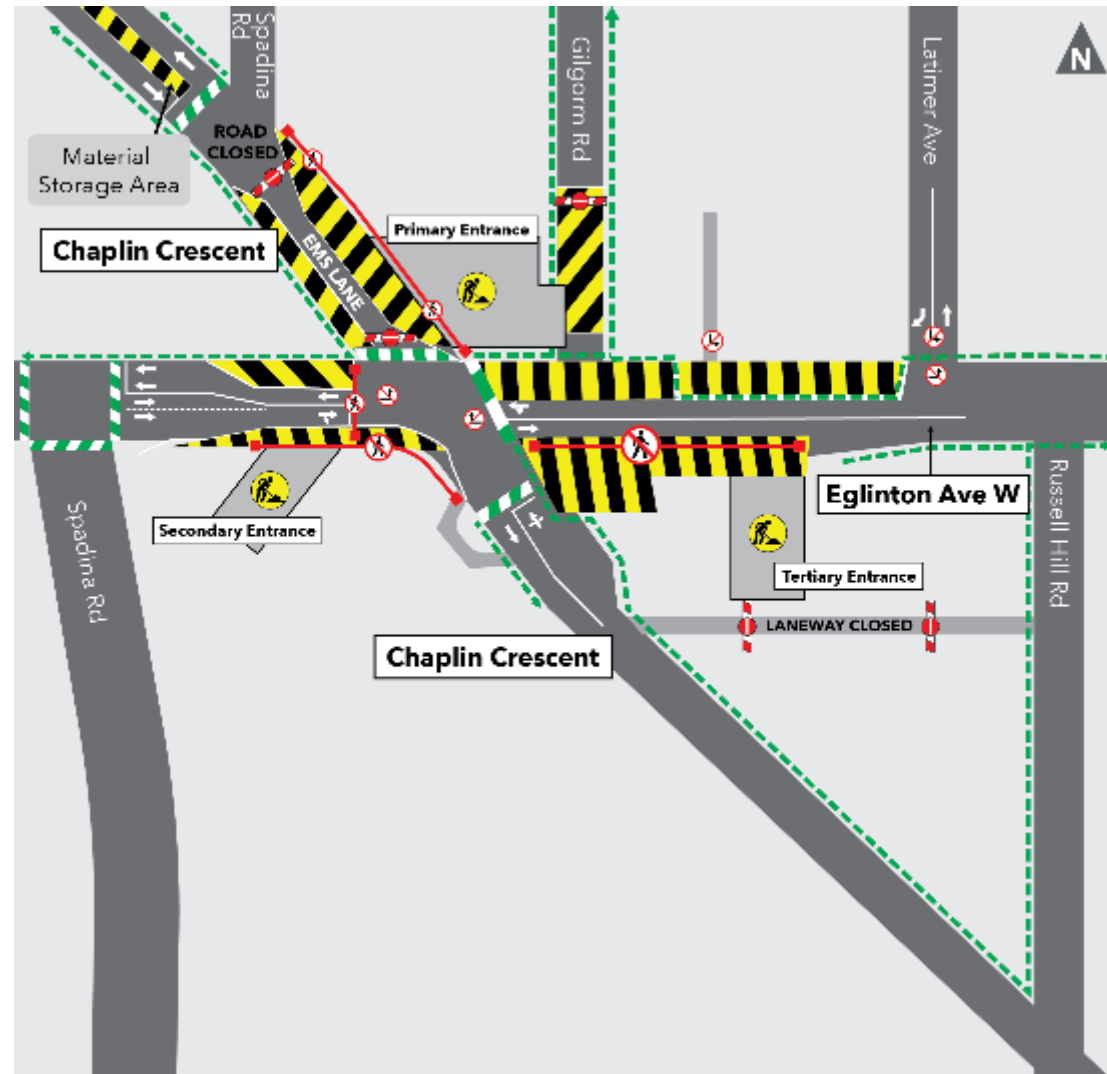 Spadina
Rd
Gilgorm Rd
Latimer Ave
N
ROAD
CLOSED
Material
Storage Area
Primary Entrance
Chaplin Crescent
EMS LANE
Eglinton Ave W
Secondary Entrance
Spadina Rd
Russell Hill Rd
Tertiary Entrance
LANEWAY CLOSED
Chaplin Crescent